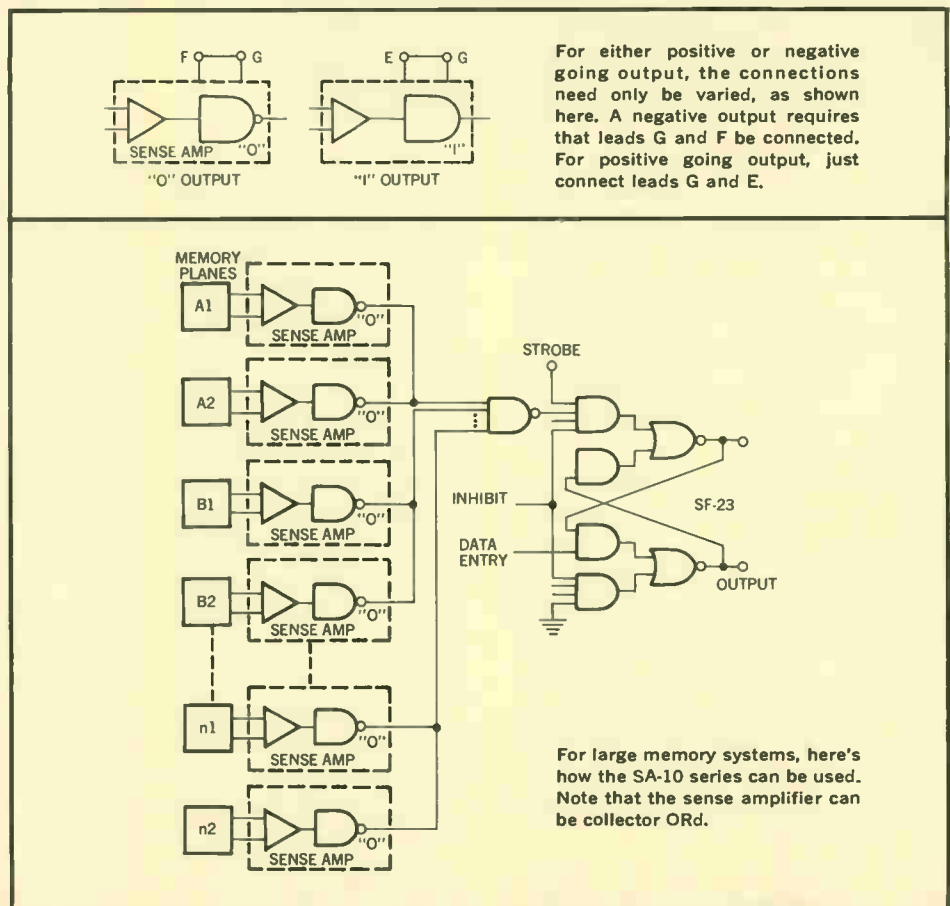 F G
E G
SENSE AMP "O"
"I"
"O" OUTPUT
"I" OUTPUT
For either positive or negative
going output, the connections
need only be varied, as shown
here. A negative output requires
that leads G and F be connected.
For positive going output, just
connect leads G and E.
MEMORY
PLANES
A1
"O"
SENSE AMP
A2
"O"
SENSE AMP
B1
"O"
SENSE AMP
B2
"O"
SENSE AMP
n1
"O"
SENSE AMP
n2
"O"
SENSE AMP
STROBE
INHIBIT
SF-23
DATA
ENTRY
OUTPUT
For large memory systems, here's
how the SA-10 series can be used.
Note that the sense amplifier can
be collector ORd.